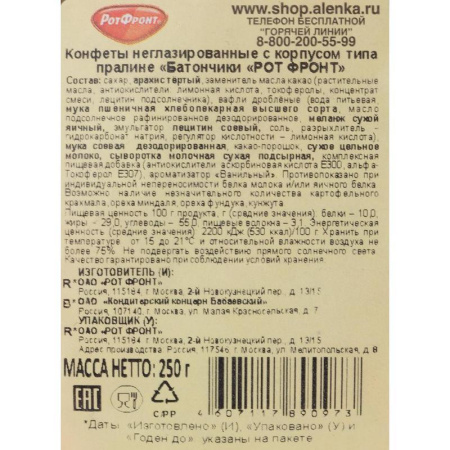 РотФронт®
www.shop.alenka.ru
ТЕЛЕФОН БЕСПЛАТНОЙ
"ГОРЯЧЕЙ ЛИНИИ"
8-800-200-55-99
Конфеты неглазированные с корпусом типа
пралине «Батончики «РОТ ФРОНТ»
Состав: сахар, арахис тертый, заменитель масла какао (растительные
масла, антиокислители, лимонная кислота, токоферолы, концентрат
смеси, лецитин подсолнечника), вафли дробленые (вода питьевая,
мука пшеничная хлебопекарная высшего сорта, масло
подсолнечное рафинированное дезодорированное, меланж сухой
яичный, эмульгатор лецитин соевый, соль, разрыхлитель -
гидрокарбонат натрия, регулятор кислотности – лимонная кислота),
мука соевая дезодорированная, какао-порошок, сухое цельное
молоко, сыворотка молочная сухая подсырная, комплексная
пищевая добавка (антиокислители аскорбиновая кислота Е300, альфа-
Токоферол Е307), ароматизатор «Ванильный». Противопоказано при
индивидуальной непереносимости белка молока и/или яичного белка.
Возможно наличие незначительного количества картофельного
крахмала, ореха миндаля, ореха фундука, кунжута.
Пищевая ценность 100 г продукта, г (средние значения), белки – 10,0,
жиры - 29,0, углеводы – 55,0, пищевые волокна – 3,1. Энергетическая
ценность (средние значения): 2200 кДж (530 ккал)/100 г. Хранить при
температуре от 15 до 21°С и относительной влажности воздуха не
более 75%. Не подвергать воздействию прямого солнечного света.
Качество гарантировано при соблюдении условий хранения.
ИЗГОТОВИТЕЛЬ (И):
R* ОАО «РОТ ФРОНТ»
Россия, 115184, г. Москва, 2-й Новокузнецкий пер., д. 13/15
B* ОАО «Кондитерский концерн Бабаевский»
Россия, 107140, г. Москва, ул. Малая Красносельская, д. 7
УПАКОВЩИК (У):
R* ОАО «РОТ ФРОНТ»
Россия, 115184, г. Москва, 2-й Новокузнецкий пер., д. 13/15
Адрес производства: Россия, 117546 г. Москва, ул. Мелитопольская, д. 8
МАССА НЕТТО: 250 г
EAC
C/PP
4 607117 890973
*Даты: «Изготовлено» (И), «Упаковано» (У) и
«Годен до» указаны на пакете